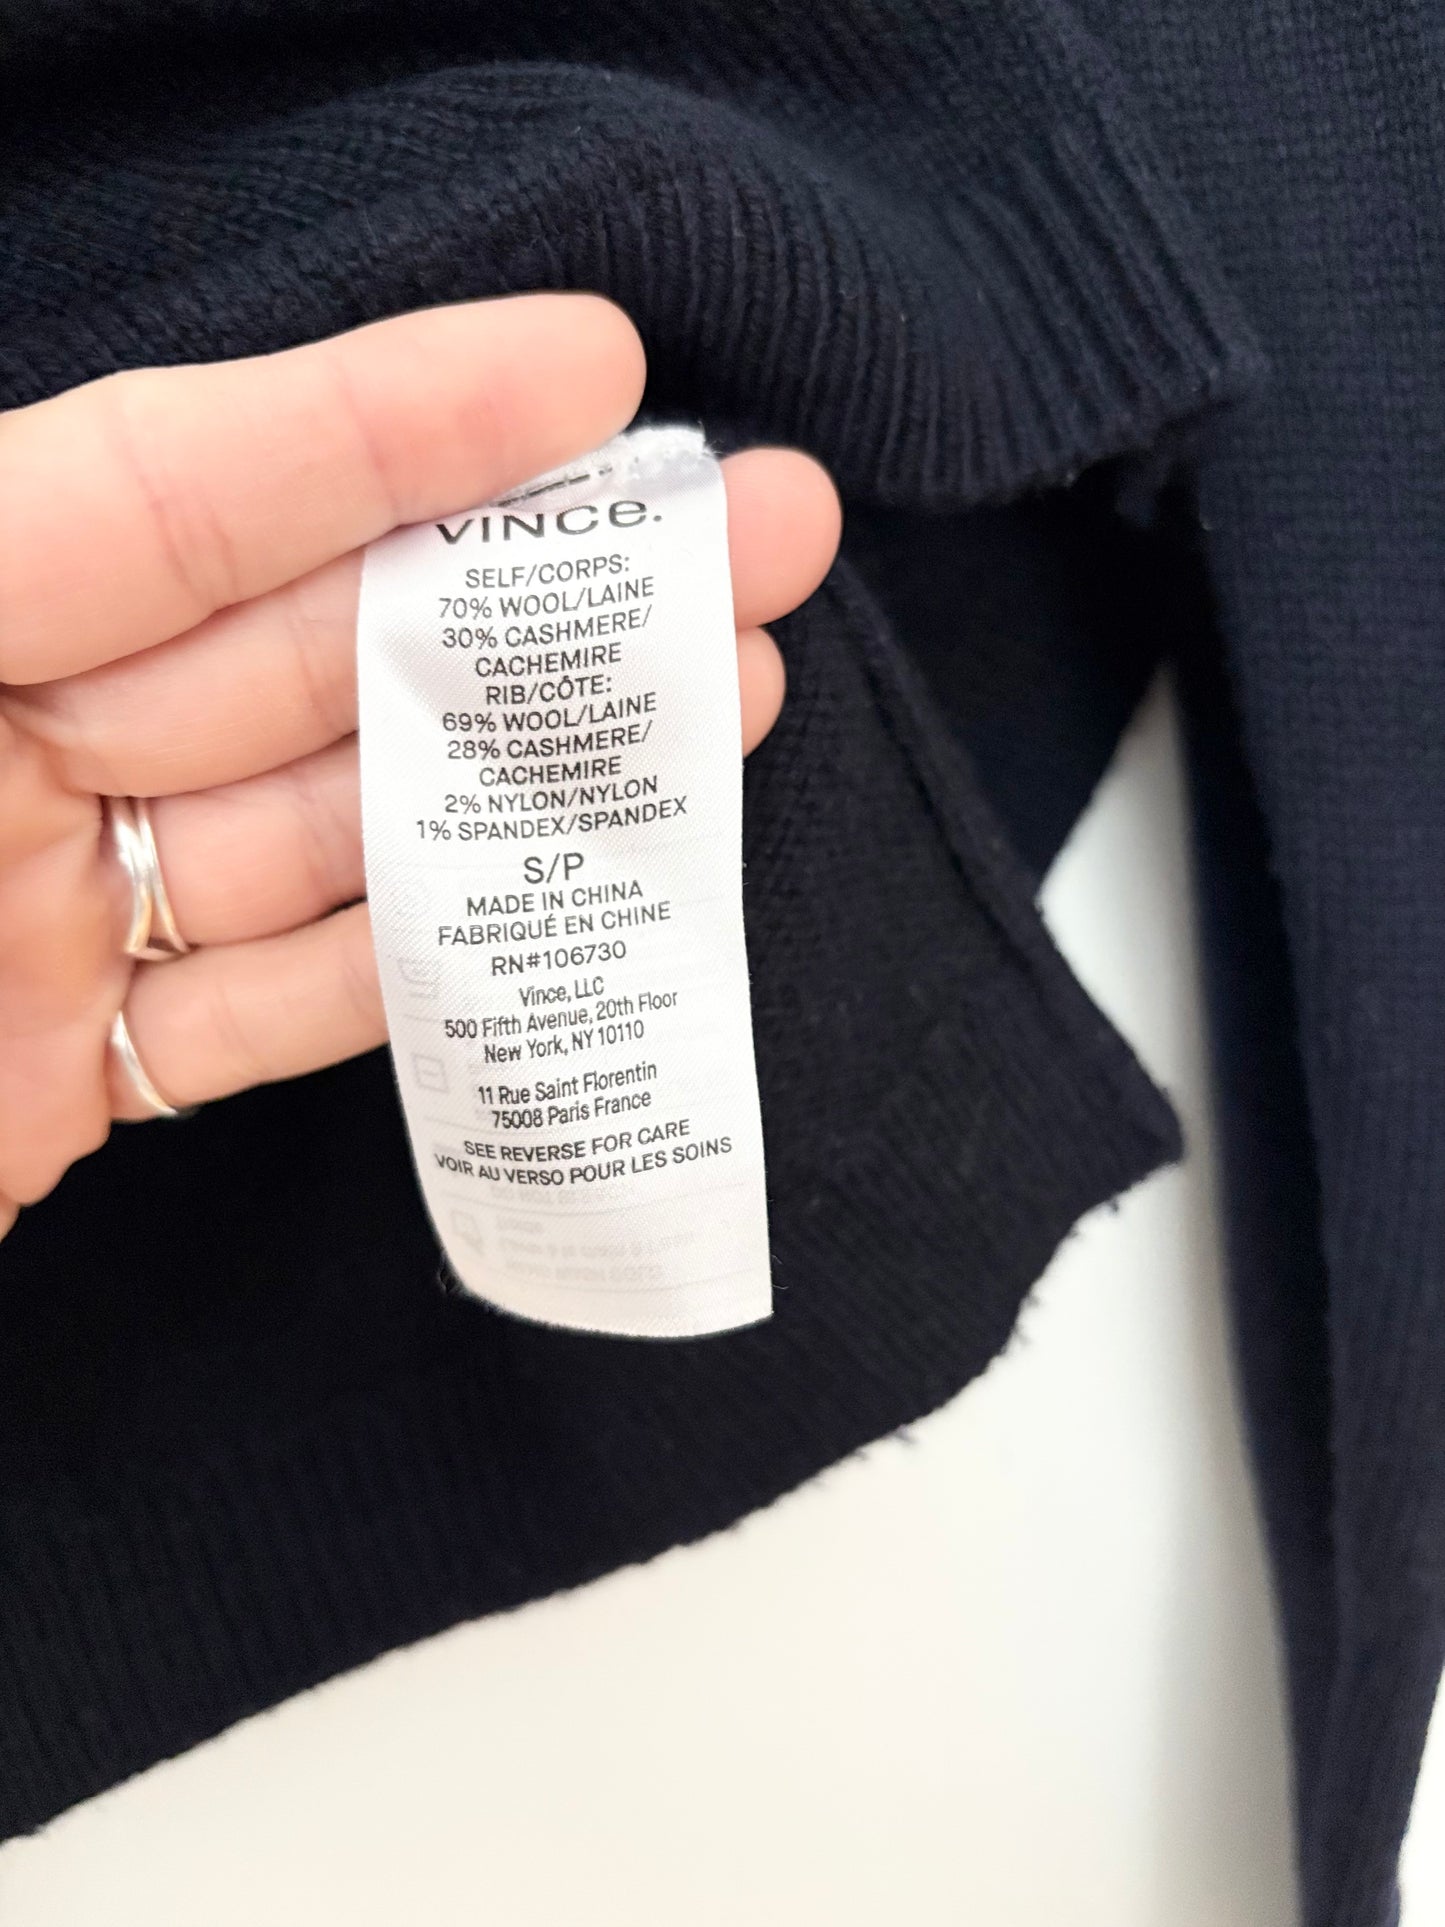 VINCE.
SELF/CORPS:
70% WOOL/LAINE
30% CASHMERE/
CACHEMIRE
RIB/CÔTE:
69% WOOL/LAINE
28% CASHMERE/
CACHEMIRE
2% NYLON/NYLON
1% SPANDEX/SPANDEX
S/P
MADE IN CHINA
FABRIQUÉ EN CHINE
RN#106730
Vince, LLC
500 Fifth Avenue, 20th Floor
New York, NY 10110
11 Rue Saint Florentin
75008 Paris France
SEE REVERSE FOR CARE
VOIR AU VERSO POUR LES SOINS